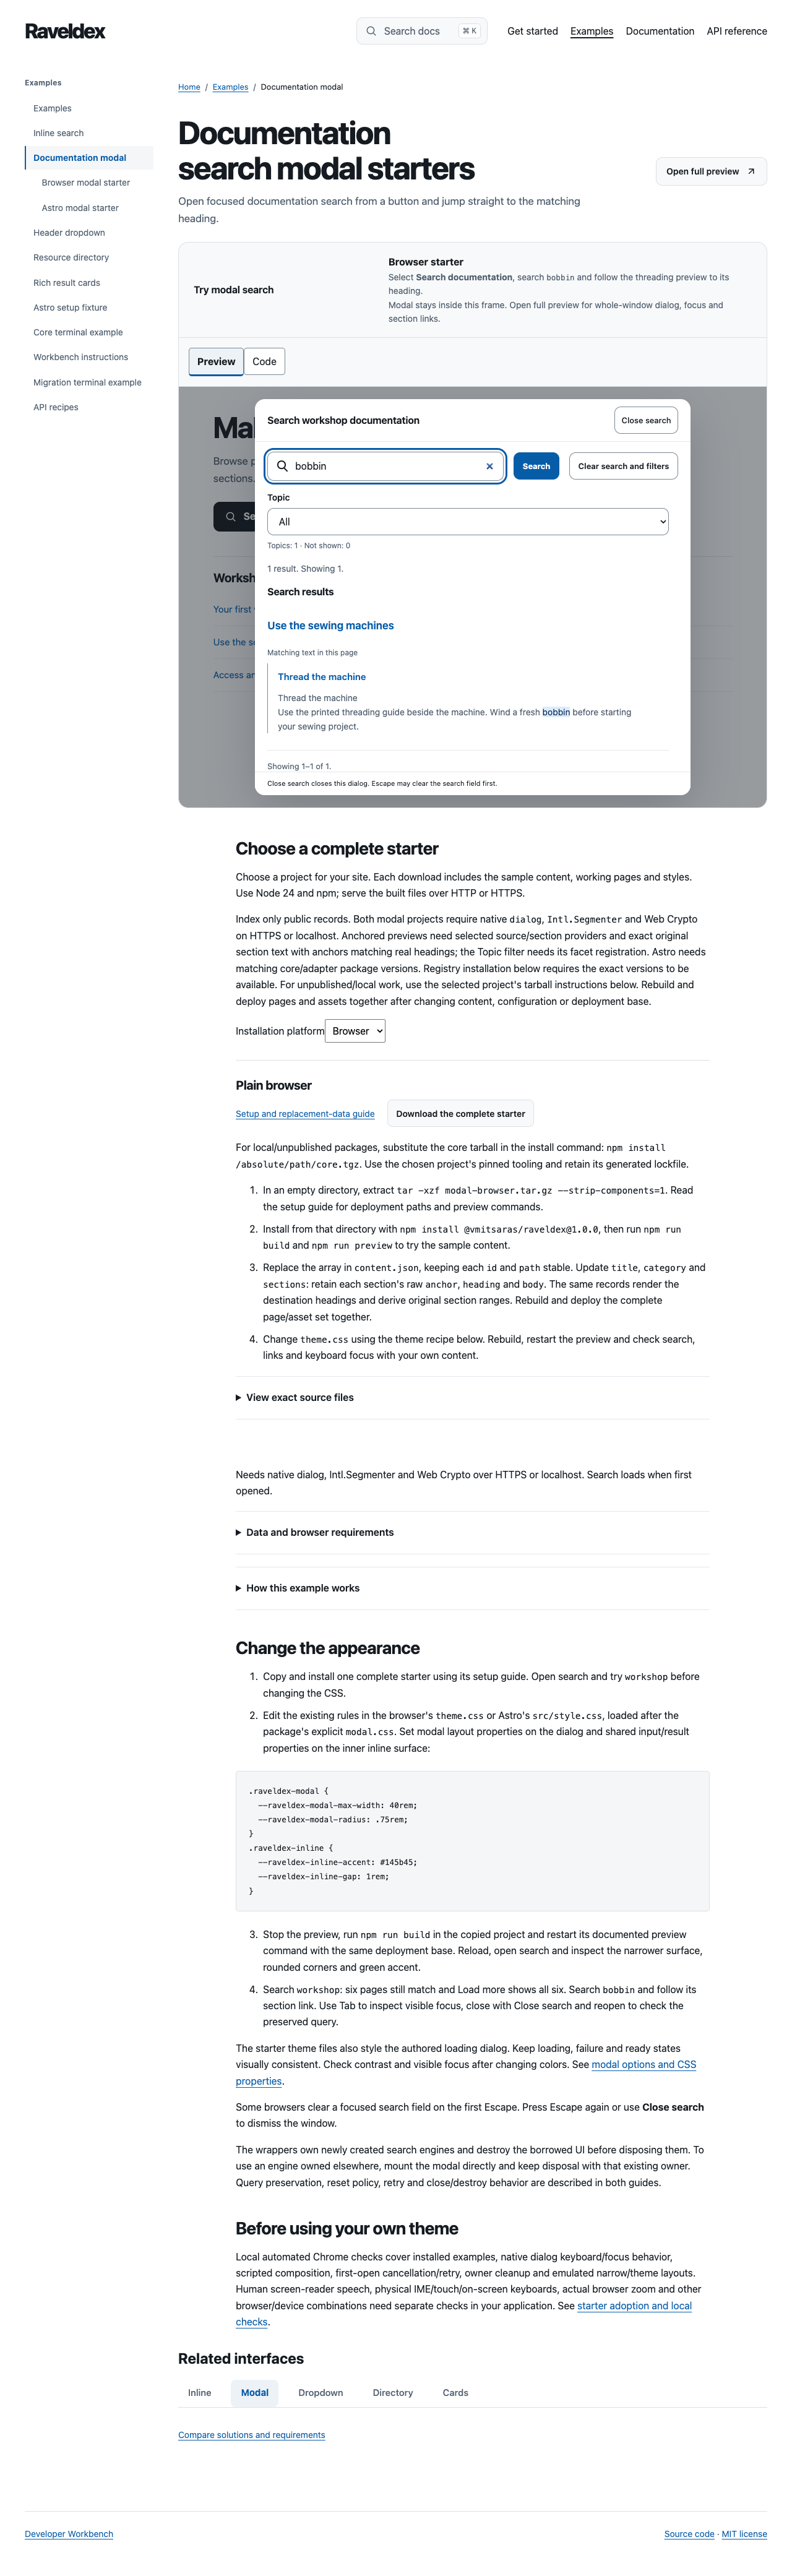 Raveldex
Search docs
⌘ K
Get started
Examples
Documentation
API reference
Examples
Examples
Inline search
Documentation modal
Browser modal starter
Astro modal starter
Header dropdown
Resource directory
Rich result cards
Astro setup fixture
Core terminal example
Workbench instructions
Migration terminal example
API recipes
Home / Examples / Documentation modal
Documentation
search modal starters
Open full preview
Open focused documentation search from a button and jump straight to the matching
heading.
Try modal search
Browser starter
Select Search documentation, search bobbin and follow the threading preview to its
heading.
Modal stays inside this frame. Open full preview for whole-window dialog, focus and
section links.
Preview
Code
Browse
sections.
Your first
Use the
Search workshop documentation
Close search
bobbin
Search
Clear search and filters
Topic
All
Topics: 1 · Not shown: 0
1 result. Showing 1.
Search results
Use the sewing machines
Matching text in this page
Thread the machine
Thread the machine
Use the printed threading guide beside the machine. Wind a fresh bobbin before starting
your sewing project.
Showing 1–1 of 1.
Close search closes this dialog. Escape may clear the search field first.
Choose a complete starter
Choose a project for your site. Each download includes the sample content, working pages and styles.
Use Node 24 and npm; serve the built files over HTTP or HTTPS.
Index only public records. Both modal projects require native dialog, Intl.Segmenter and Web Crypto
on HTTPS or localhost. Anchored previews need selected source/section providers and exact original
section text with anchors matching real headings; the Topic filter needs its facet registration. Astro needs
matching core/adapter package versions. Registry installation below requires the exact versions to be
available. For unpublished/local work, use the selected project's tarball instructions below. Rebuild and
deploy pages and assets together after changing content, configuration or deployment base.
Installation platform Browser
Plain browser
Setup and replacement-data guide
Download the complete starter
For local/unpublished packages, substitute the core tarball in the install command: npm install
/absolute/path/core.tgz. Use the chosen project's pinned tooling and retain its generated lockfile.
1. In an empty directory, extract tar -xzf modal-browser.tar.gz --strip-components=1. Read
the setup guide for deployment paths and preview commands.
2. Install from that directory with npm install @vmitsaras/raveldex@1.0.0, then run npm run
build and npm run preview to try the sample content.
3. Replace the array in content.json, keeping each id and path stable. Update title, category and
sections: retain each section's raw anchor, heading and body. The same records render the
destination headings and derive original section ranges. Rebuild and deploy the complete
page/asset set together.
4. Change theme.css using the theme recipe below. Rebuild, restart the preview and check search,
links and keyboard focus with your own content.
View exact source files
Needs native dialog, Intl.Segmenter and Web Crypto over HTTPS or localhost. Search loads when first
opened.
Data and browser requirements
How this example works
Change the appearance
1. Copy and install one complete starter using its setup guide. Open search and try workshop before
changing the CSS.
2. Edit the existing rules in the browser's theme.css or Astro's src/style.css, loaded after the
package's explicit modal.css. Set modal layout properties on the dialog and shared input/result
properties on the inner inline surface:
.raveldex-modal {
--raveldex-modal-max-width: 40rem;
--raveldex-modal-radius: .75rem;
}
.raveldex-inline {
--raveldex-inline-accent: #145b45;
--raveldex-inline-gap: 1rem;
}
3. Stop the preview, run npm run build in the copied project and restart its documented preview
command with the same deployment base. Reload, open search and inspect the narrower surface,
rounded corners and green accent.
4. Search workshop: six pages still match and Load more shows all six. Search bobbin and follow its
section link. Use Tab to inspect visible focus, close with Close search and reopen to check the
preserved query.
The starter theme files also style the authored loading dialog. Keep loading, failure and ready states
visually consistent. Check contrast and visible focus after changing colors. See modal options and CSS
properties.
Some browsers clear a focused search field on the first Escape. Press Escape again or use Close search
to dismiss the window.
The wrappers own newly created search engines and destroy the borrowed UI before disposing them. To
use an engine owned elsewhere, mount the modal directly and keep disposal with that existing owner.
Query preservation, reset policy, retry and close/destroy behavior are described in both guides.
Before using your own theme
Local automated Chrome checks cover installed examples, native dialog keyboard/focus behavior,
scripted composition, first-open cancellation/retry, owner cleanup and emulated narrow/theme layouts.
Human screen-reader speech, physical IME/touch/on-screen keyboards, actual browser zoom and other
browser/device combinations need separate checks in your application. See starter adoption and local
checks.
Related interfaces
Inline
Modal
Dropdown
Directory
Cards
Compare solutions and requirements
Developer Workbench
Source code · MIT license